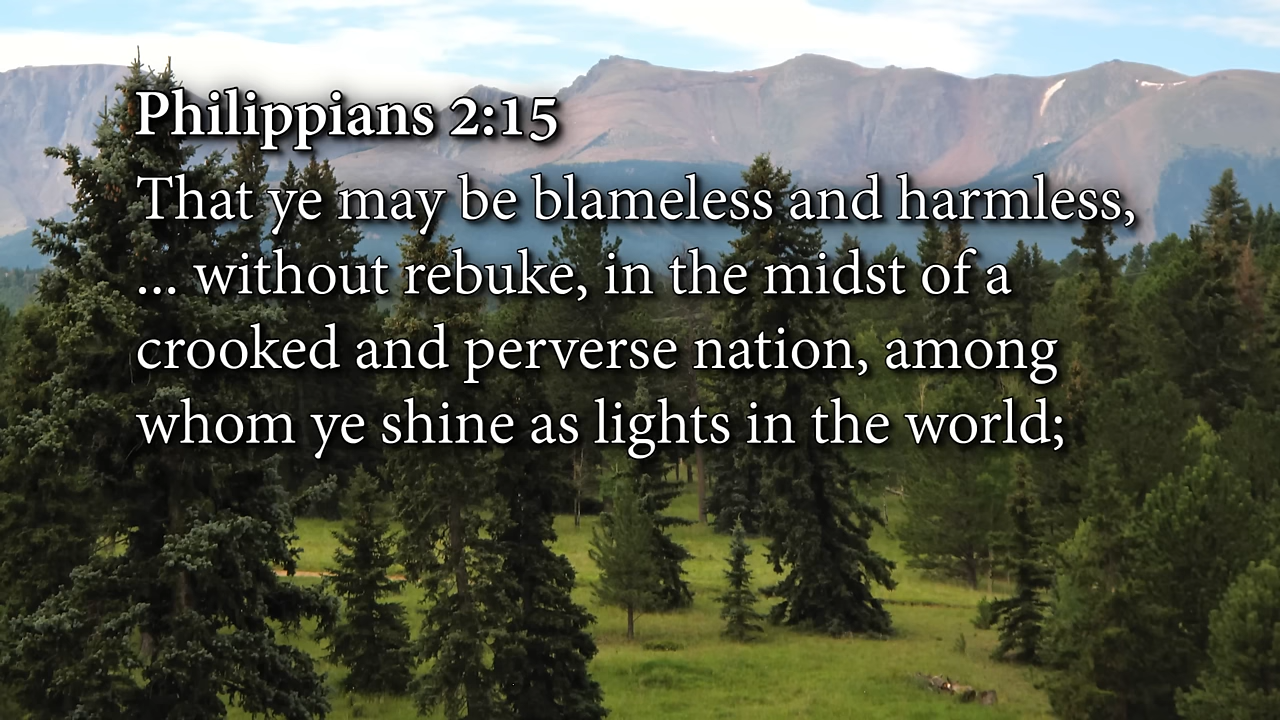 Philippians 2:15
That ye may be blameless and harmless,
... without rebuke, in the midst of a
crooked and perverse nation, among
whom ye shine as lights in the world;